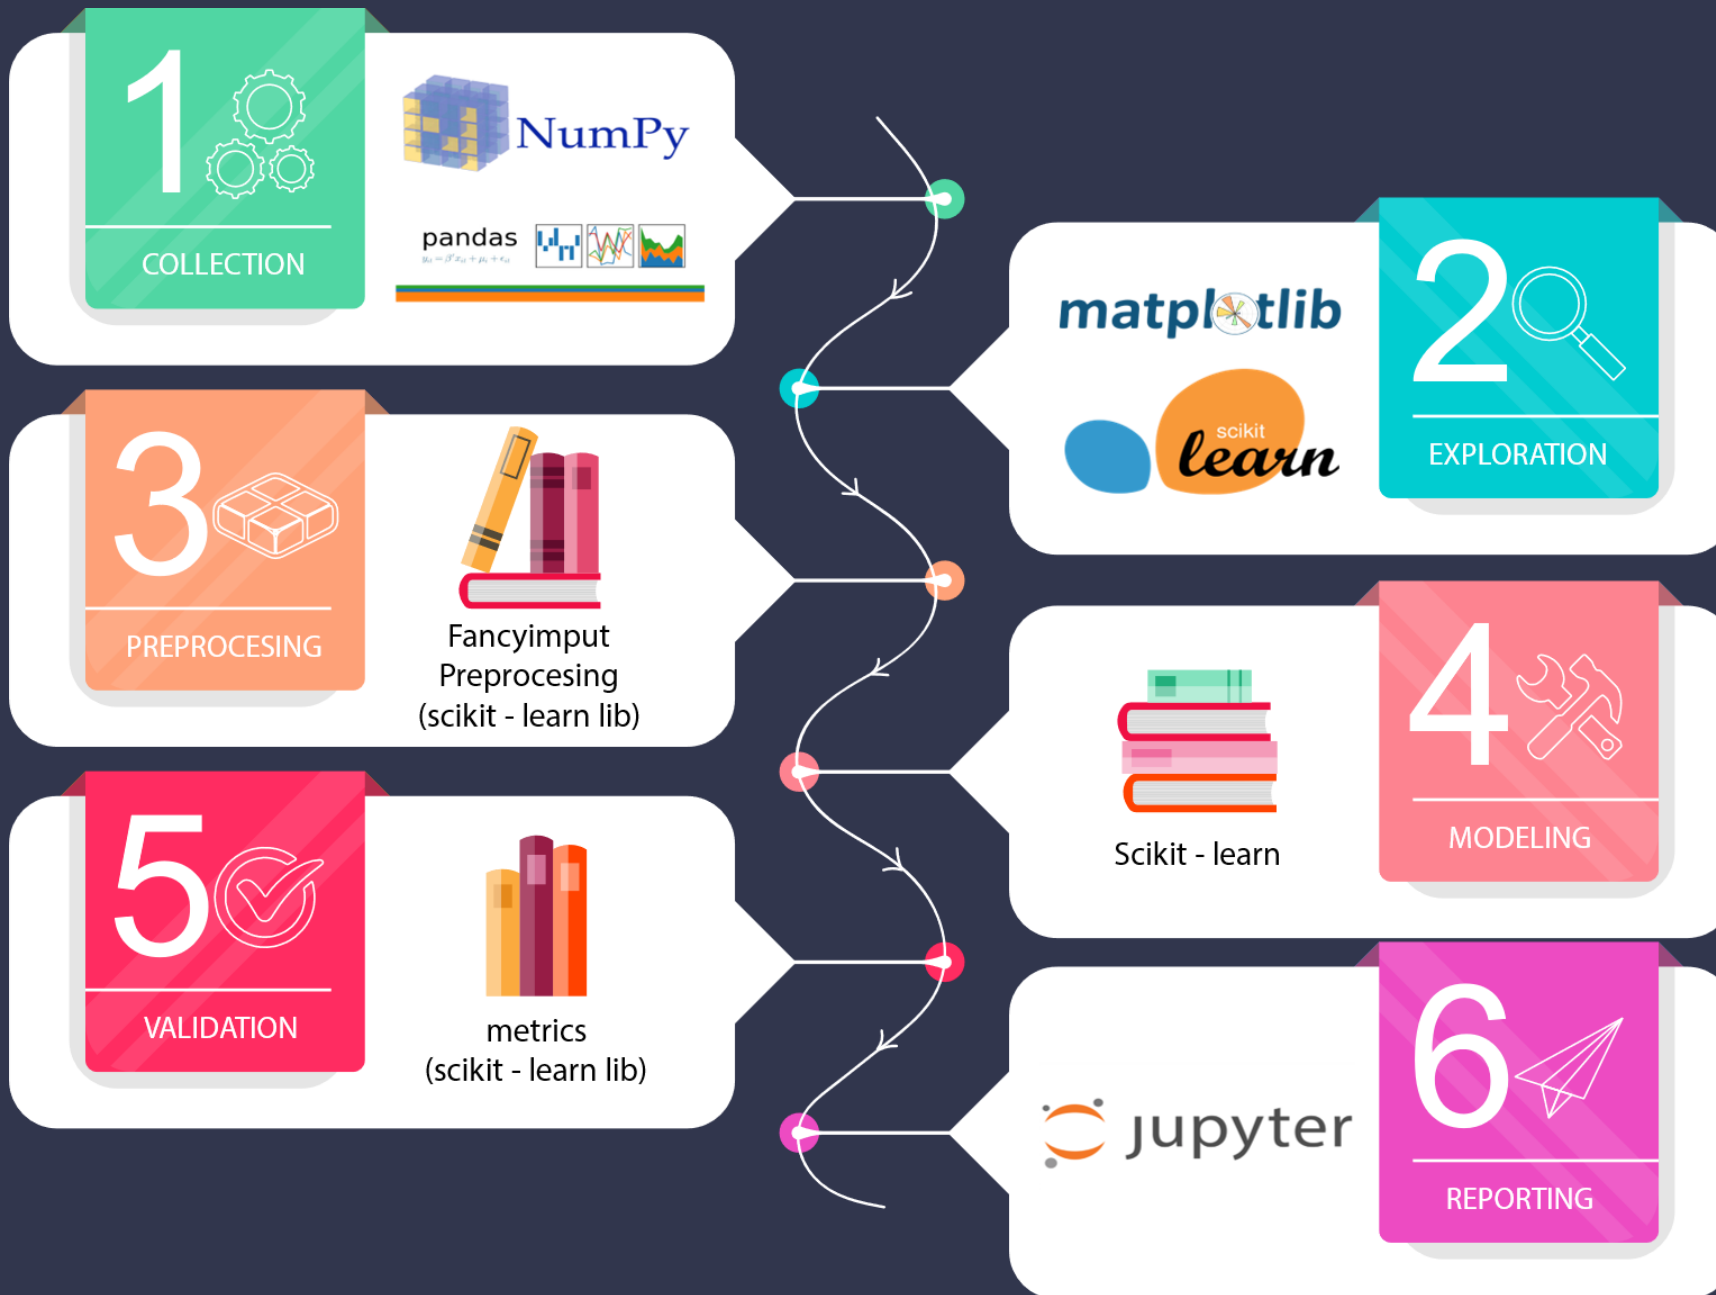 1
COLLECTION
NumPy
pandas
2
EXPLORATION
matplotlib
scikit
learn
3
PREPROCESING
Fancyimput
Preprocesing
(scikit - learn lib)
4
MODELING
Scikit - learn
5
VALIDATION
metrics
(scikit - learn lib)
6
REPORTING
jupyter